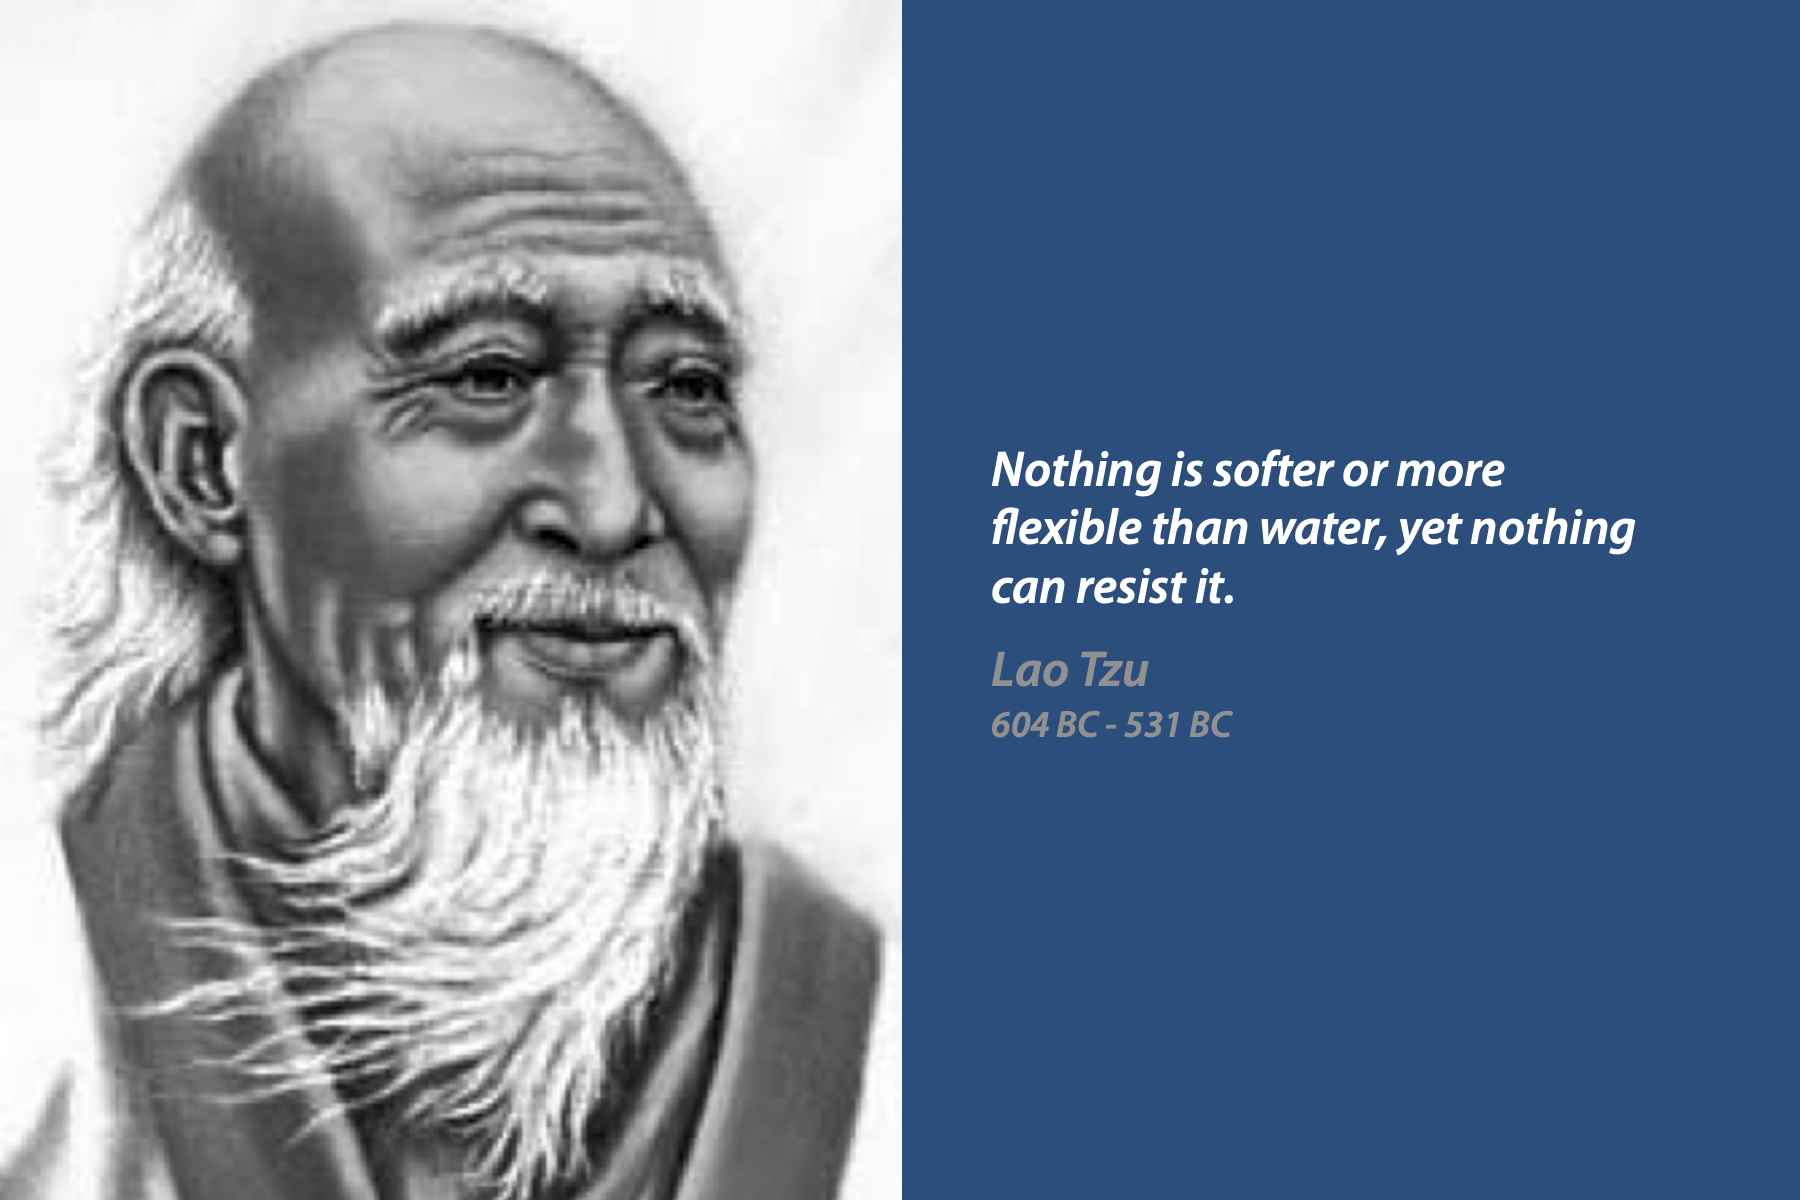 Nothing is softer or more
flexible than water, yet nothing
can resist it.
Lao Tzu
604 BC - 531 BC